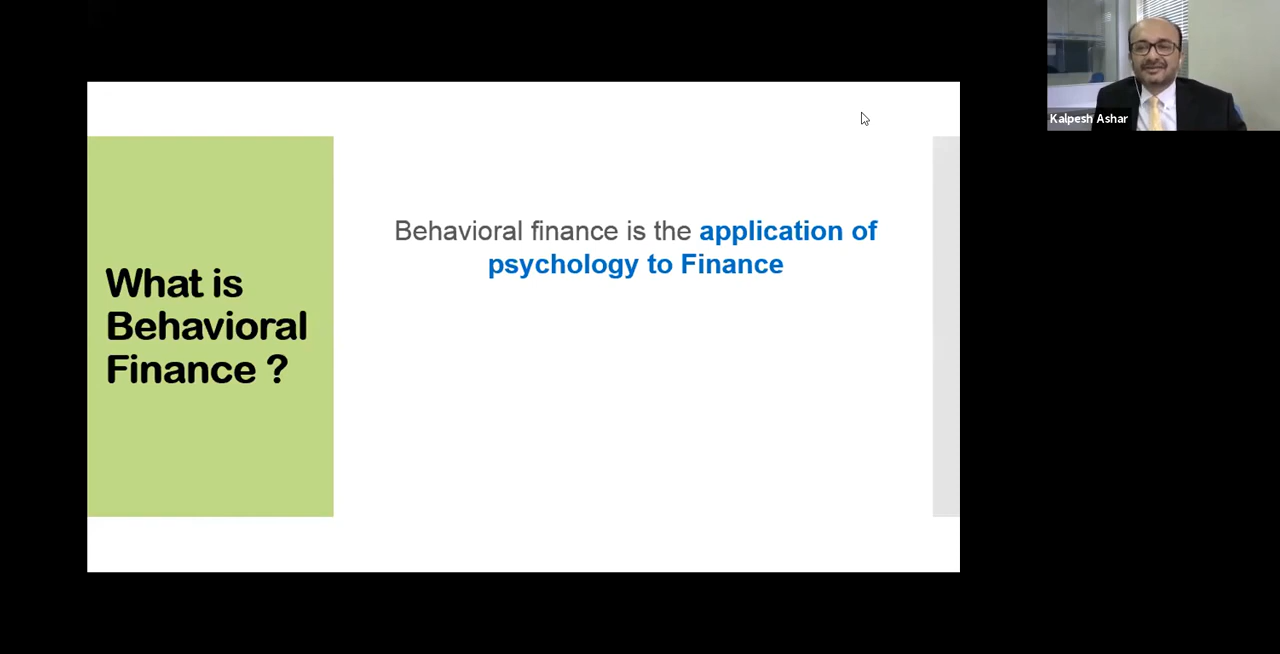 What is
Behavioral
Finance ?
Behavioral finance is the application of
psychology to Finance
Kalpesh Ashar